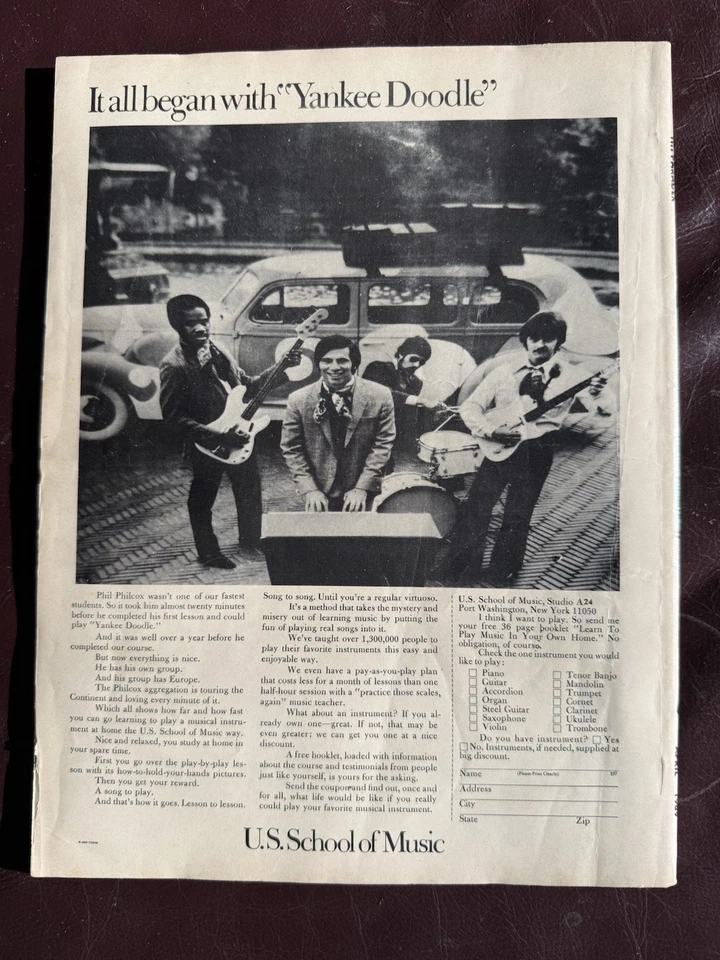 It all began with "Yankee Doodle"
Phil Philcox wasn't one of our fastest
students. So it took him almost twenty minutes
before he completed his first lesson and could
play "Yankee Doodle."
And it was well over a year before he
completed our course.
But now everything is nice.
He has his own group.
And his group has Europe.
The Philcox aggregation is touring the
Continent and loving every minute of it.
Which all shows how far and how fast
you can go learning to play a musical instru-
ment at home the U.S. School of Music way.
Nice and relaxed, you study at home in
your spare time.
First you go over the play-by-play les-
son with its how-to-hold-your-hands pictures.
Then you get your reward.
A song to play.
And that's how it goes. Lesson to lesson.
Song to song. Until you're a regular virtuoso.
It's a method that takes the mystery and
misery out of learning music by putting the
fun of playing real songs into it.
We've taught over 1,300,000 people to
play their favorite instruments this easy and
enjoyable way.
We even have a pay-as-you-play plan
that costs less for a month of lessons than one
half-hour session with a "practice those scales,
again" music teacher.
What about an instrument? If you al-
ready own one—great. If not, that may be
even greater; we can get you one at a nice
discount.
A free booklet, loaded with information
about the course and testimonials from people
just like yourself, is yours for the asking.
Send the coupon and find out, once and
for all, what life would be like if you really
could play your favorite musical instrument.
U.S. School of Music, Studio A24
Port Washington, New York 11050
I think I want to play. So send me
your free 36 page booklet "Learn To
Play Music In Your Own Home." No
obligation, of course.
Check the one instrument you would
like to play:
Piano
Guitar
Accordion
Organ
Steel Guitar
Saxophone
Violin
Tenor Banjo
Mandolin
Trumpet
Cornet
Clarinet
Ukulele
Trombone
Do you have instrument? Yes
No. Instruments, if needed, supplied at
big discount.
Name (Please Print Clearly)
Address
City
State Zip
U.S. School of Music